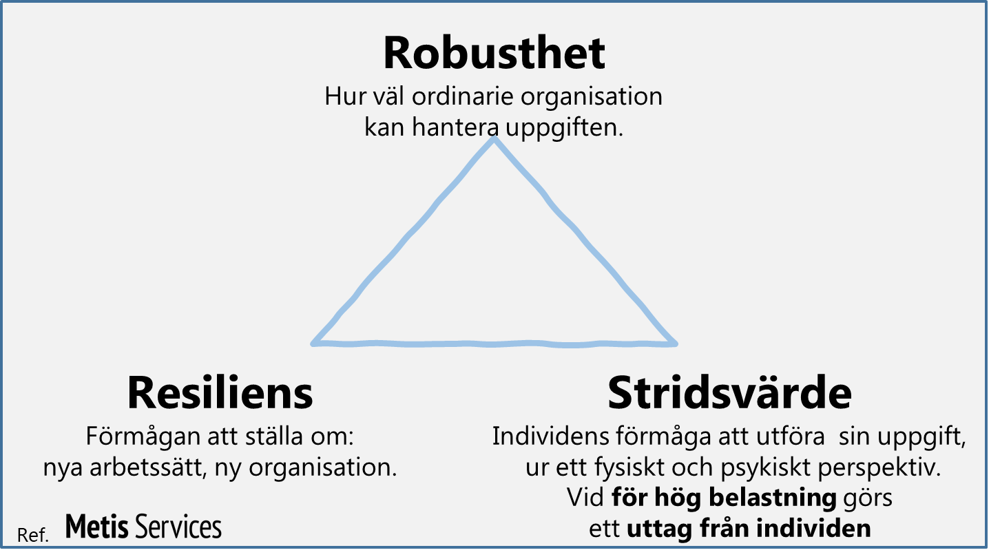 Robusthet
Hur väl ordinarie organisation
kan hantera uppgiften.
Resiliens
Förmågan att ställa om:
nya arbetssätt, ny organisation.
Stridsvärde
Individens förmåga att utföra  sin uppgift,
ur ett fysiskt och psykiskt perspektiv.
Vid för hög belastning görs
ett uttag från individen
Ref. Metis Services